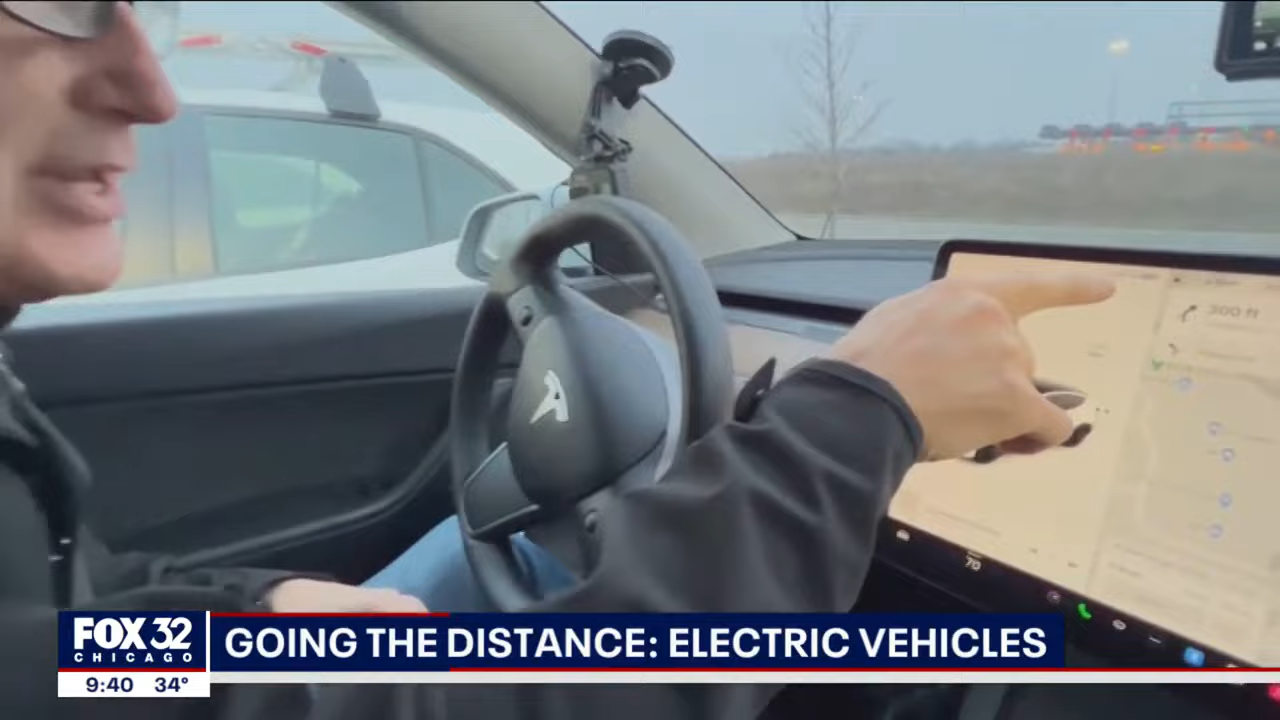 300 ft
70
FOX 32
CHICAGO
GOING THE DISTANCE: ELECTRIC VEHICLES
9:40 34°